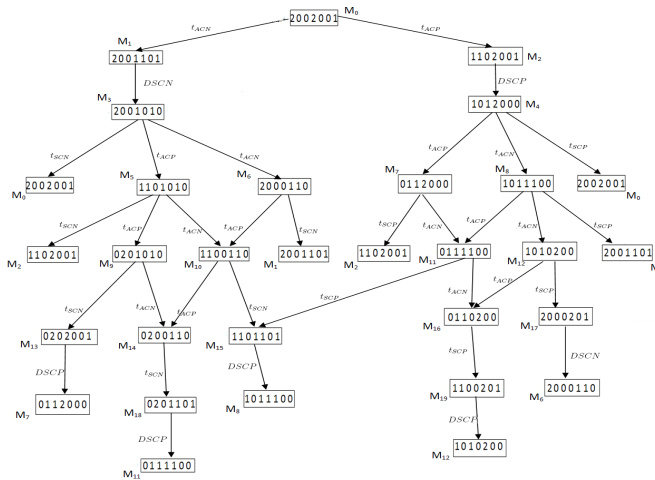 M0 2002001
tACN tACP
M1 2001101 1102001 M2
DSCN DSCP
M3 2001010 1012000 M4
tSCN tACP tACN tACP tACN tSCP
M0 2002001 M5 1101010 M6 2000110 M7 0112000 M8 1011100 2002001 M0
tSCN tACP tACN tACP tSCN tSCP tACN tACP tACN tSCP
M2 1102001 M9 0201010 M10 1100110 M1 2001101 M2 1102001 M11 0111100 M12 1010200 2001101 M
tSCN tACN tACP tSCN tSCP tACN tACP tSCP
M13 0202001 M14 0200110 M15 1101101 M16 0110200 M17 2000201
DSCP tSCN DSCP tSCP DSCN
M7 0112000 M18 0201101 M8 1011100 M19 1100201 M6 2000110
DSCP DSCP
M11 0111100 M12 1010200